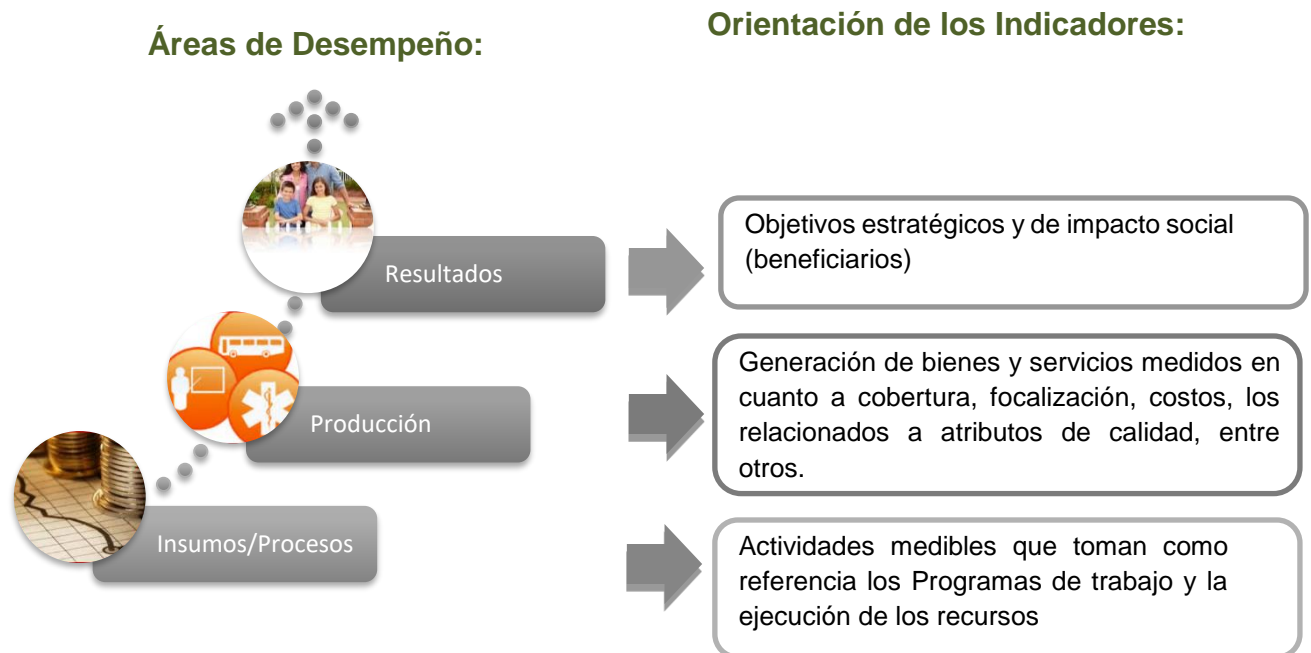 Áreas de Desempeño:
Orientación de los Indicadores:
Resultados
Objetivos estratégicos y de impacto social
(beneficiarios)
Producción
Generación de bienes y servicios medidos en
cuanto a cobertura, focalización, costos, los
relacionados a atributos de calidad, entre
otros.
Insumos/Procesos
Actividades medibles que toman como
referencia los Programas de trabajo y la
ejecución de los recursos